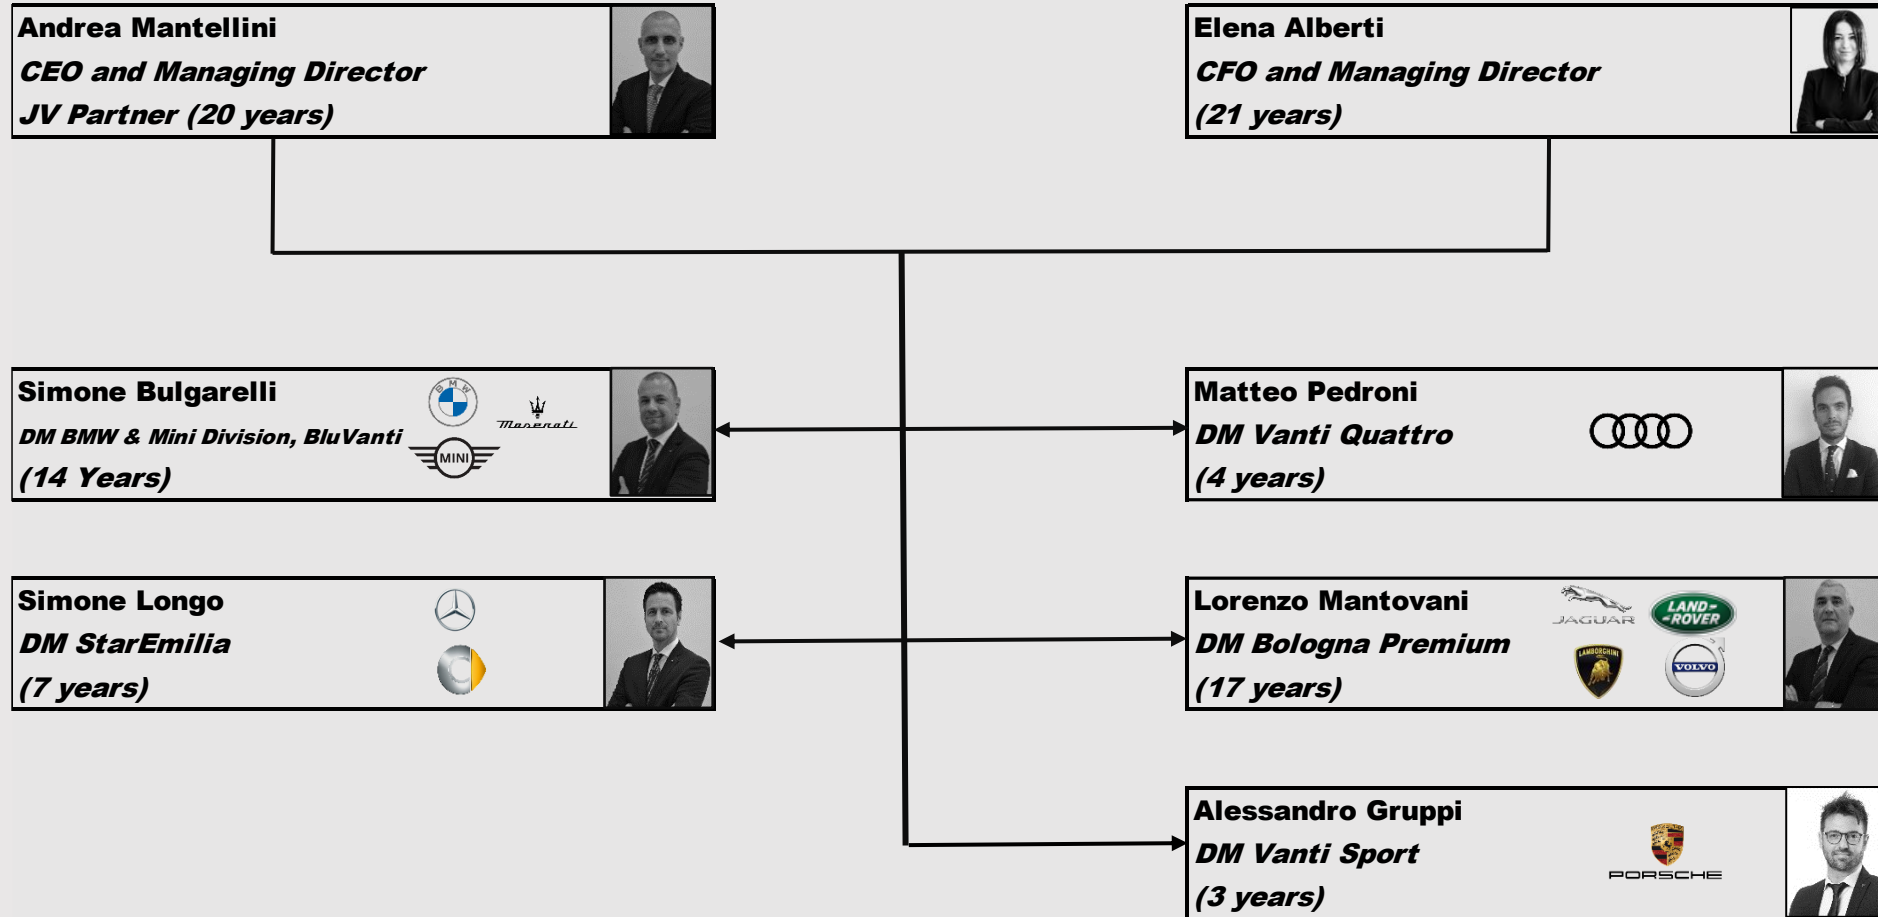 Andrea Mantellini
CEO and Managing Director
JV Partner (20 years)
Elena Alberti
CFO and Managing Director
(21 years)
Simone Bulgarelli
DM BMW & Mini Division, BluVanti
(14 Years)
BMW
Maserati
MINI
Matteo Pedroni
DM Vanti Quattro
(4 years)
Simone Longo
DM StarEmilia
(7 years)
Lorenzo Mantovani
DM Bologna Premium
(17 years)
JAGUAR
LAND-
-ROVER
LAMBORGHINI
VOLVO
Alessandro Gruppi
DM Vanti Sport
(3 years)
PORSCHE